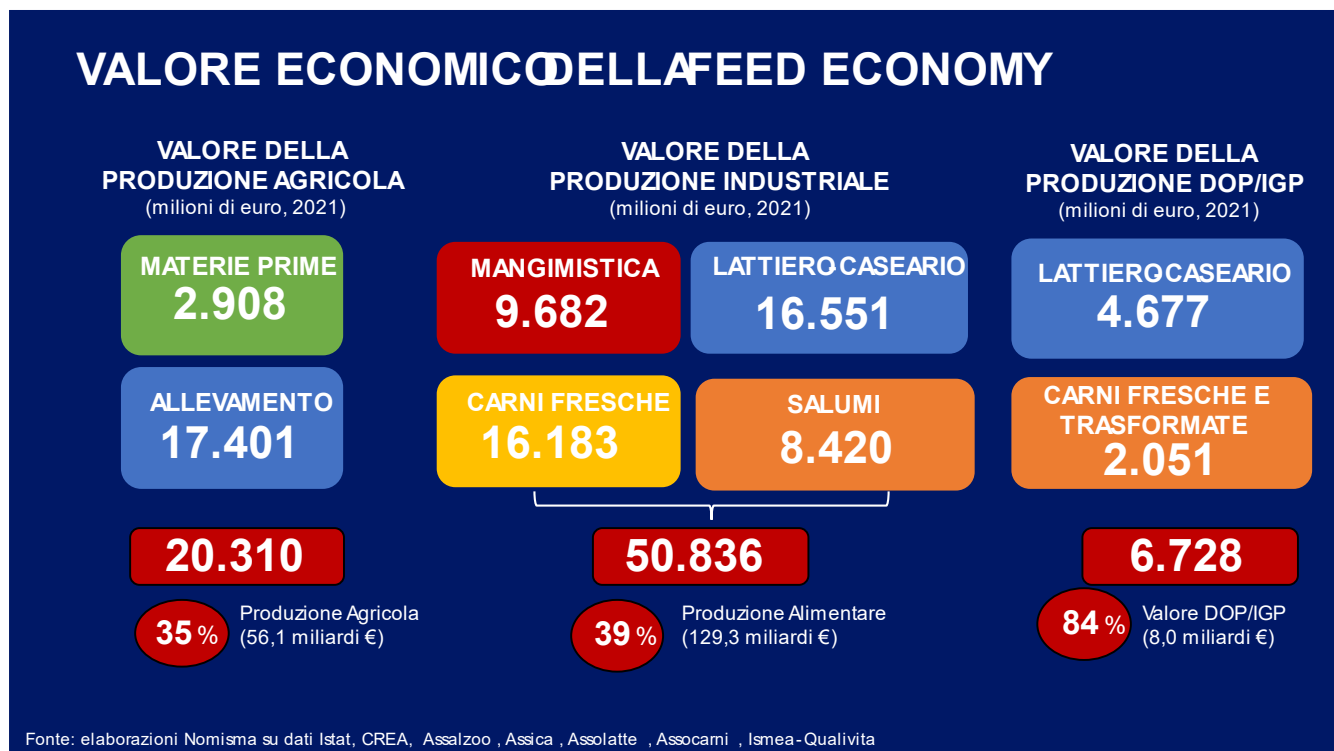 VALORE ECONOMICO DELLA FEED ECONOMY
VALORE DELLA
PRODUZIONE AGRICOLA
(milioni di euro, 2021)
MATERIE PRIME
2.908
ALLEVAMENTO
17.401
20.310
35 %
Produzione Agricola
(56,1 miliardi €)
VALORE DELLA
PRODUZIONE INDUSTRIALE
(milioni di euro, 2021)
MANGIMISTICA
9.682
LATTIERO-CASEARIO
16.551
CARNI FRESCHE
16.183
SALUMI
8.420
50.836
39 %
Produzione Alimentare
(129,3 miliardi €)
VALORE DELLA
PRODUZIONE DOP/IGP
(milioni di euro, 2021)
LATTIERO-CASEARIO
4.677
CARNI FRESCHE E
TRASFORMATE
2.051
6.728
84 %
Valore DOP/IGP
(8,0 miliardi €)
Fonte: elaborazioni Nomisma su dati Istat, CREA, Assalzoo , Assica , Assolatte , Assocarni , Ismea-Qualivita